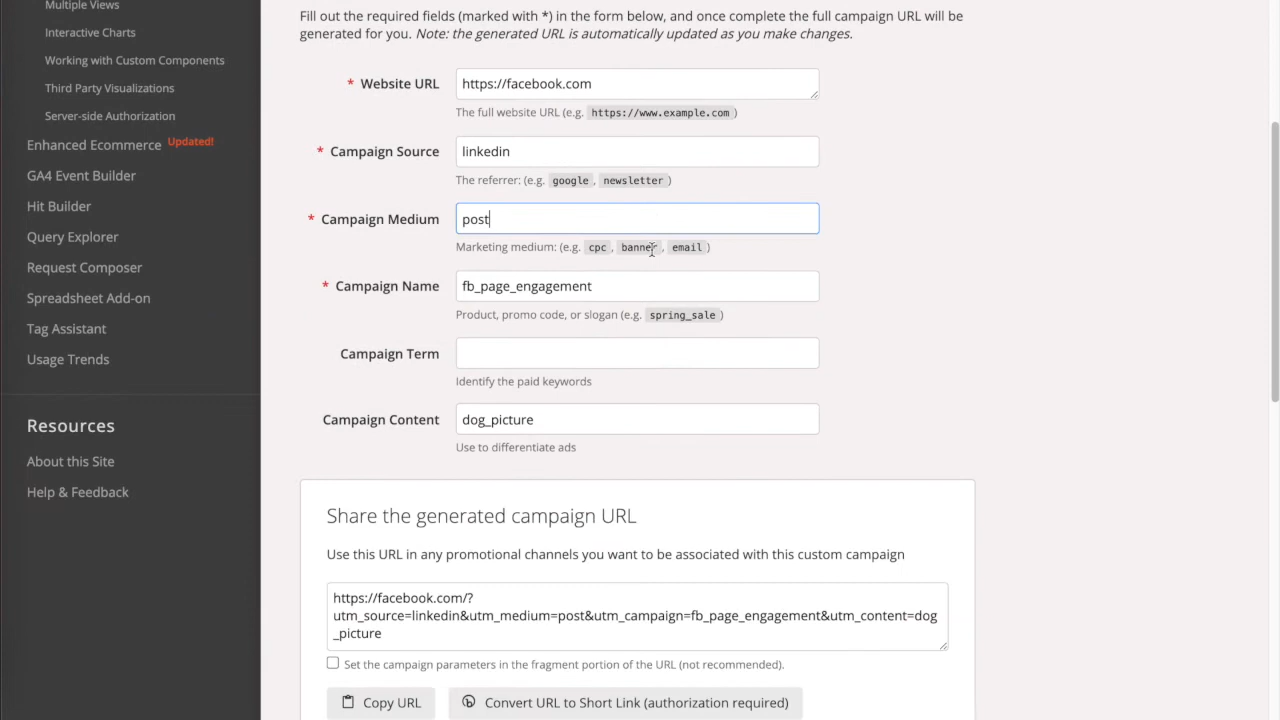 Multiple Views
Interactive Charts
Working with Custom Components
Third Party Visualizations
Server-side Authorization
Enhanced Ecommerce Updated!
GA4 Event Builder
Hit Builder
Query Explorer
Request Composer
Spreadsheet Add-on
Tag Assistant
Usage Trends
Resources
About this Site
Help & Feedback
Fill out the required fields (marked with *) in the form below, and once complete the full campaign URL will be
generated for you. Note: the generated URL is automatically updated as you make changes.
* Website URL https://facebook.com
The full website URL (e.g. https://www.example.com )
* Campaign Source linkedin
The referrer: (e.g. google , newsletter )
* Campaign Medium post
Marketing medium: (e.g. cpc , banner , email )
* Campaign Name fb_page_engagement
Product, promo code, or slogan (e.g. spring_sale )
Campaign Term
Identify the paid keywords
Campaign Content dog_picture
Use to differentiate ads
Share the generated campaign URL
Use this URL in any promotional channels you want to be associated with this custom campaign
https://facebook.com/?
utm_source=linkedin&utm_medium=post&utm_campaign=fb_page_engagement&utm_content=dog
_picture
Set the campaign parameters in the fragment portion of the URL (not recommended).
Copy URL
Convert URL to Short Link (authorization required)